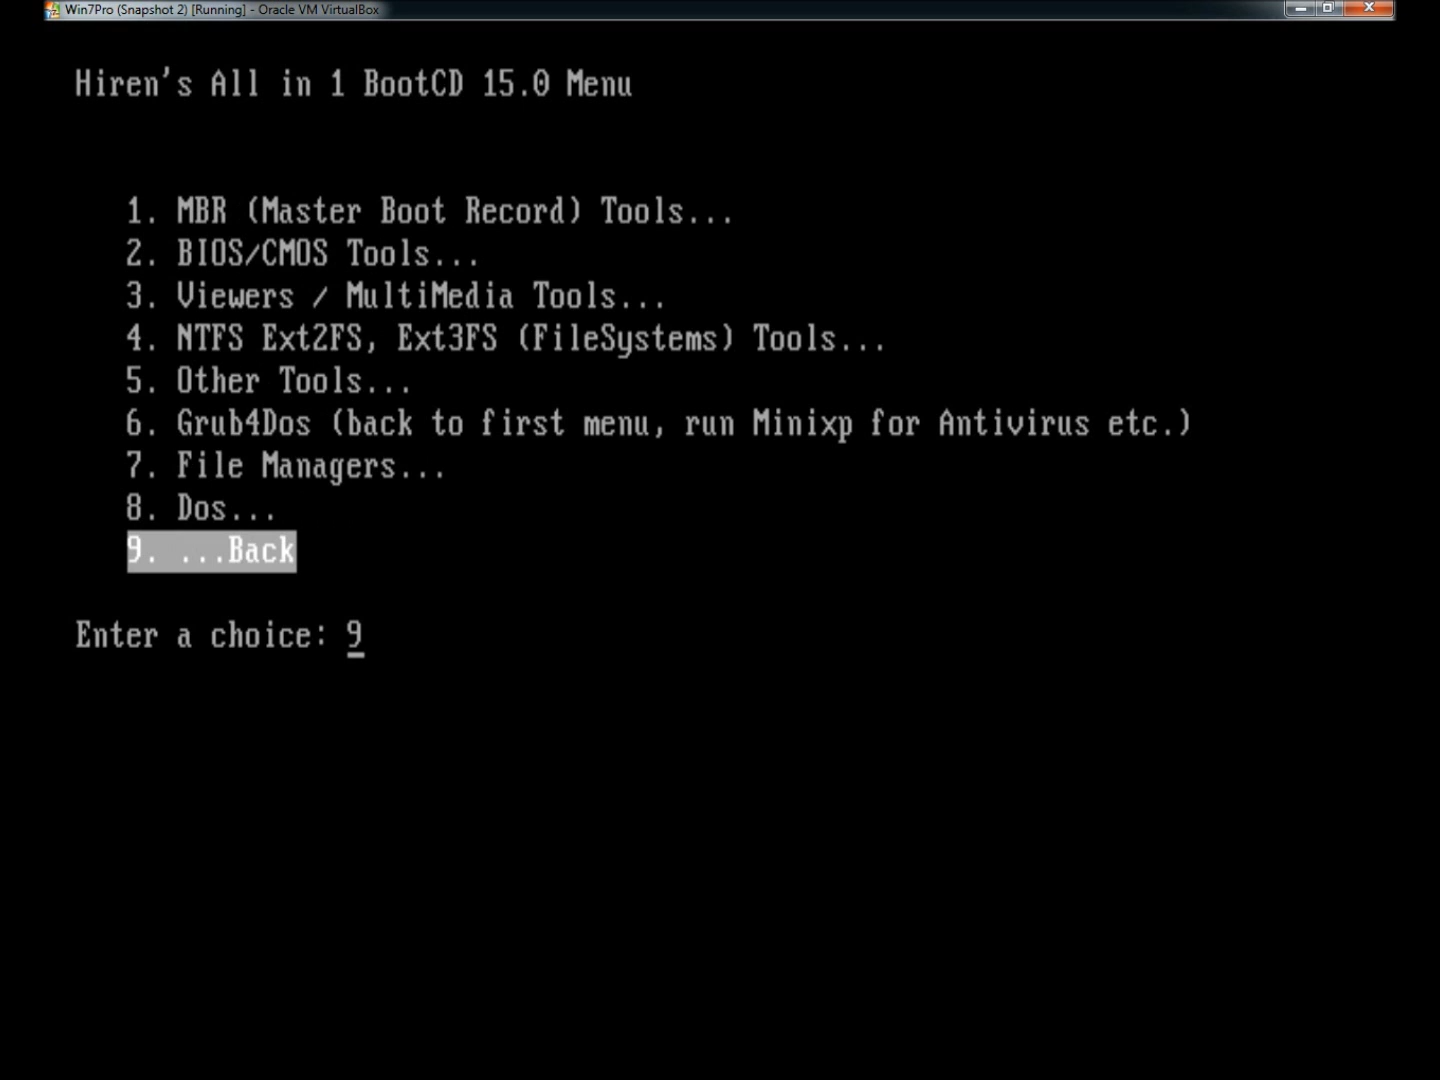 Win7Pro (Snapshot 2) [Running] - Oracle VM VirtualBox
Hiren's All in 1 BootCD 15.0 Menu
1. MBR (Master Boot Record) Tools...
2. BIOS/CMOS Tools...
3. Viewers / MultiMedia Tools...
4. NTFS Ext2FS, Ext3FS (FileSystems) Tools...
5. Other Tools...
6. Grub4Dos (back to first menu, run Minixp for Antivirus etc.)
7. File Managers...
8. Dos...
9. ...Back
Enter a choice: 9